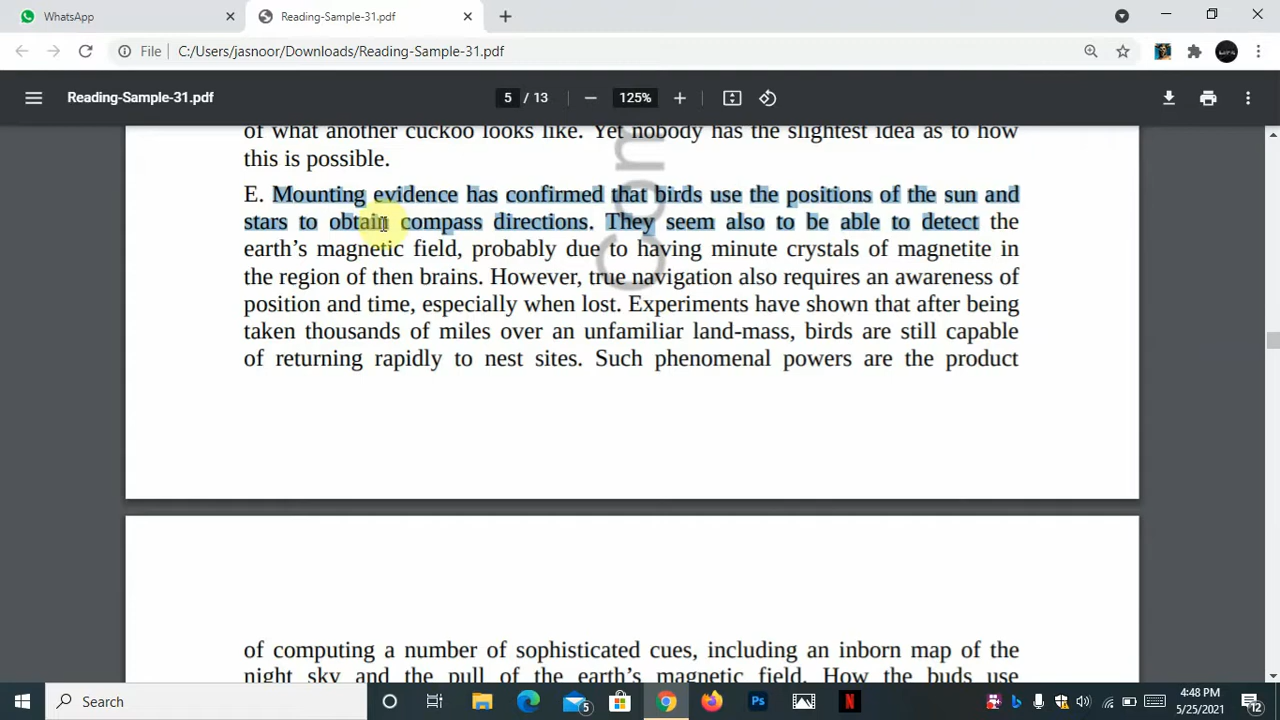 WhatsApp
Reading-Sample-31.pdf
File
C:/Users/jasnoor/Downloads/Reading-Sample-31.pdf
Reading-Sample-31.pdf
5 / 13
125%
of what another cuckoo looks like. Yet nobody has the slightest idea as to how
this is possible.
E. Mounting evidence has confirmed that birds use the positions of the sun and
stars to obtain compass directions. They seem also to be able to detect the
earth's magnetic field, probably due to having minute crystals of magnetite in
the region of then brains. However, true navigation also requires an awareness of
position and time, especially when lost. Experiments have shown that after being
taken thousands of miles over an unfamiliar land-mass, birds are still capable
of returning rapidly to nest sites. Such phenomenal powers are the product
Com
of computing a number of sophisticated cues, including an inborn map of the
night sky and the pull of the earth's magnetic field. How the buds use
Search
5
Ps
N
4:48 PM
5/25/2021
12